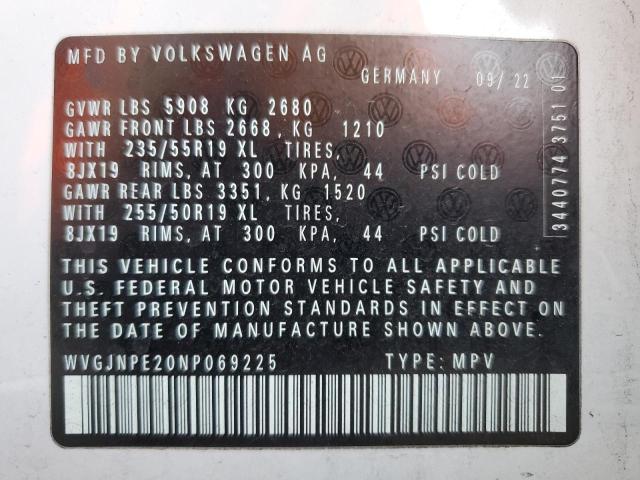 MFD BY VOLKSWAGEN AG
GERMANY 09/22
GVWR LBS 5908 KG 2680
GAWR FRONT LBS 2668, KG 1210
WITH 235/55R19 XL TIRES,
8JX19 RIMS, AT 300 KPA, 44 PSI COLD
GAWR REAR LBS 3351, KG 1520
WITH 255/50R19 XL TIRES,
8JX19 RIMS, AT 300 KPA, 44 PSI COLD
THIS VEHICLE CONFORMS TO ALL APPLICABLE
U.S. FEDERAL MOTOR VEHICLE SAFETY AND
THEFT PREVENTION STANDARDS IN EFFECT ON
THE DATE OF MANUFACTURE SHOWN ABOVE.
WVGJNPE20NP069225 TYPE: MPV
3440774 3751 01